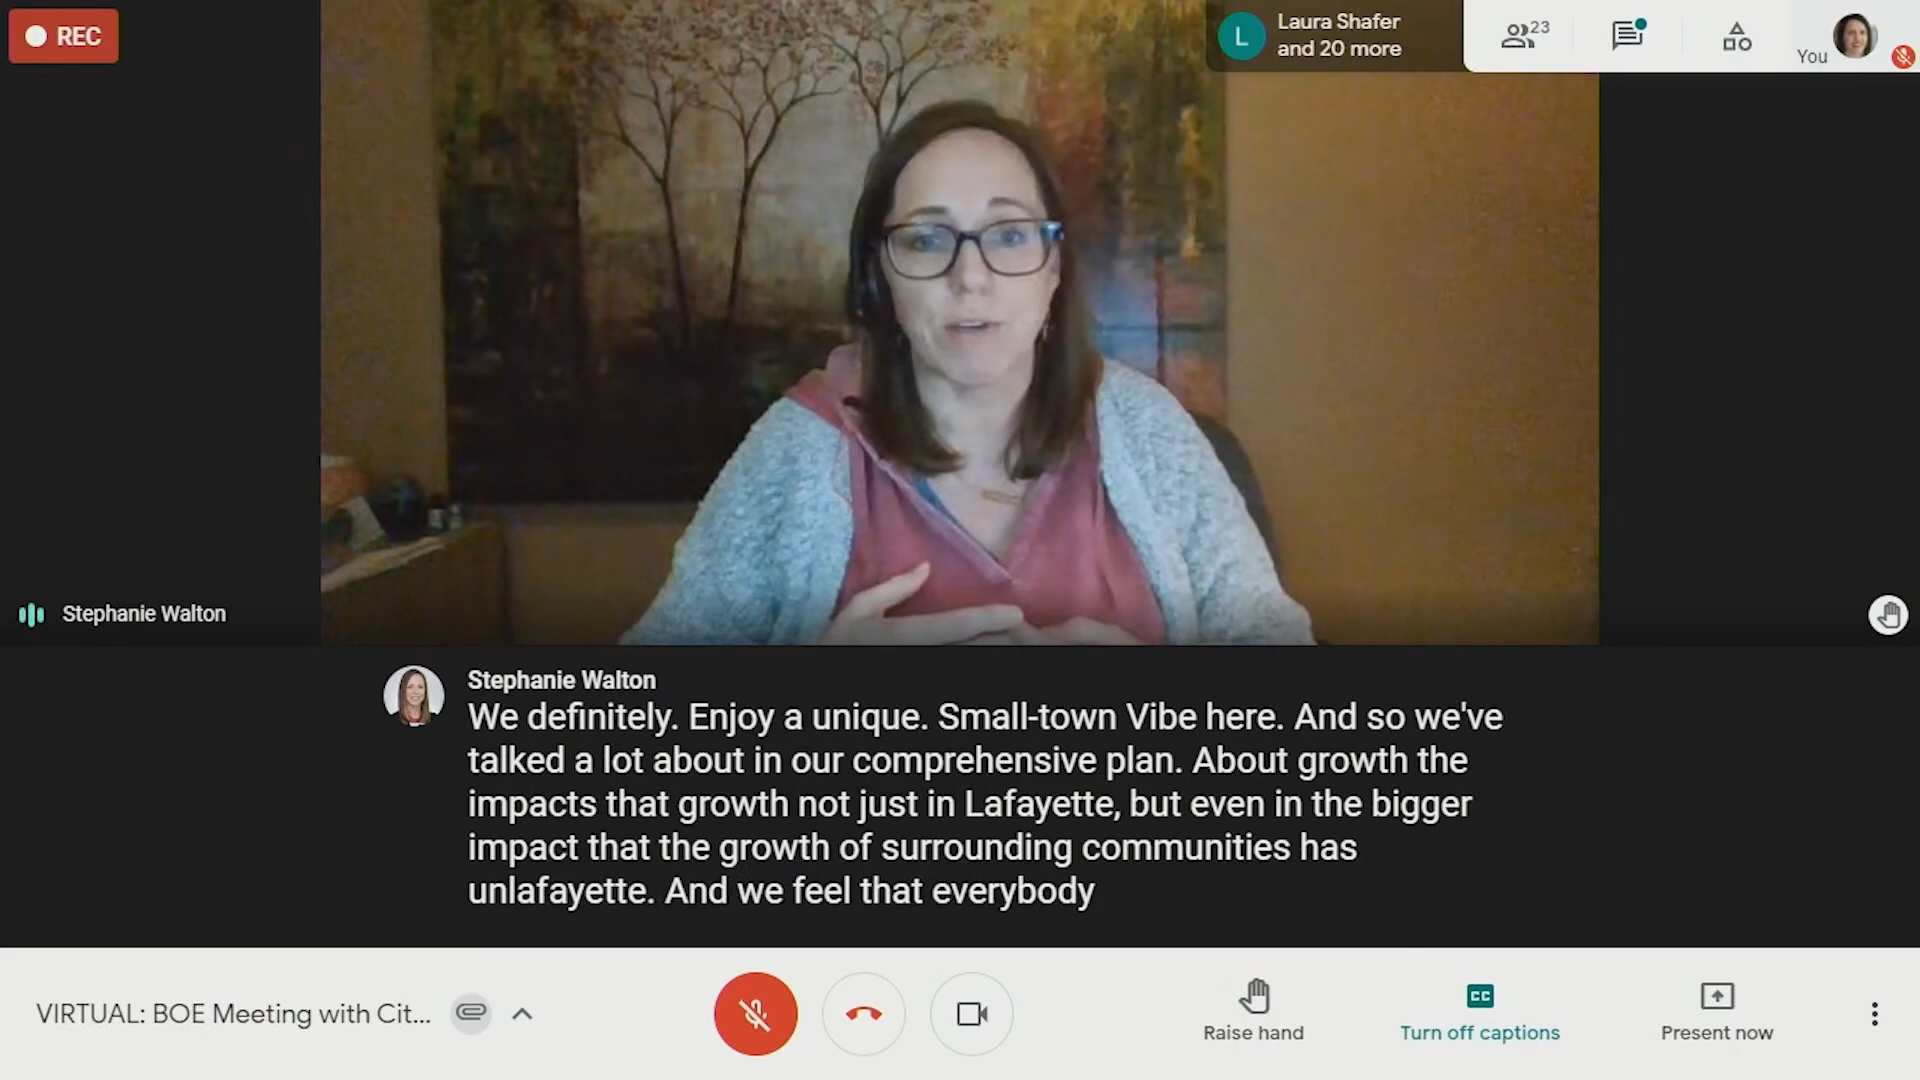 REC
Laura Shafer
and 20 more
L
23
You
Stephanie Walton
Stephanie Walton
We definitely. Enjoy a unique. Small-town Vibe here. And so we've
talked a lot about in our comprehensive plan. About growth the
impacts that growth not just in Lafayette, but even in the bigger
impact that the growth of surrounding communities has
unlafayette. And we feel that everybody
VIRTUAL: BOE Meeting with Cit...
Raise hand
CC
Turn off captions
Present now